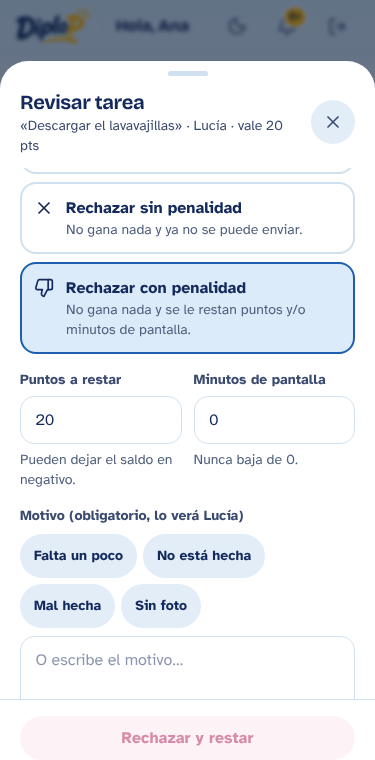 DiploP
Hola, Ana
Revisar tarea
«Descargar el lavavajillas» · Lucía · vale 20
pts
Rechazar sin penalidad
No gana nada y ya no se puede enviar.
Rechazar con penalidad
No gana nada y se le restan puntos y/o
minutos de pantalla.
Puntos a restar
Minutos de pantalla
20
0
Pueden dejar el saldo en
negativo.
Nunca baja de 0.
Motivo (obligatorio, lo verá Lucía)
Falta un poco
No está hecha
Mal hecha
Sin foto
O escribe el motivo...
Rechazar y restar